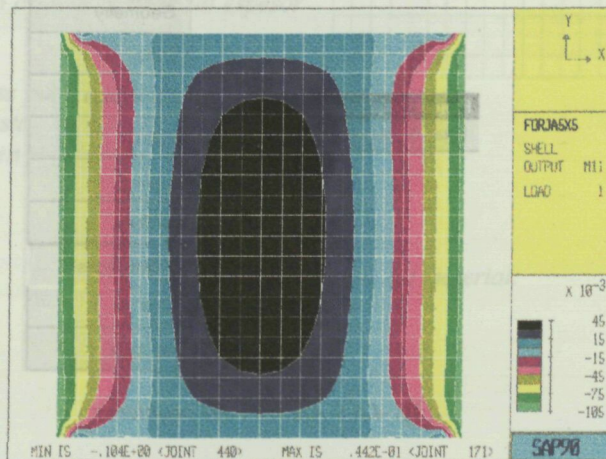 Y
X
FORJA5X5
SHELL
OUTPUT M11
LOAD 1
X 10-3
45
15
-15
-45
-75
-105
MIN IS -.104E+00 <JOINT 440> MAX IS .442E-01 <JOINT 171>
SAP90